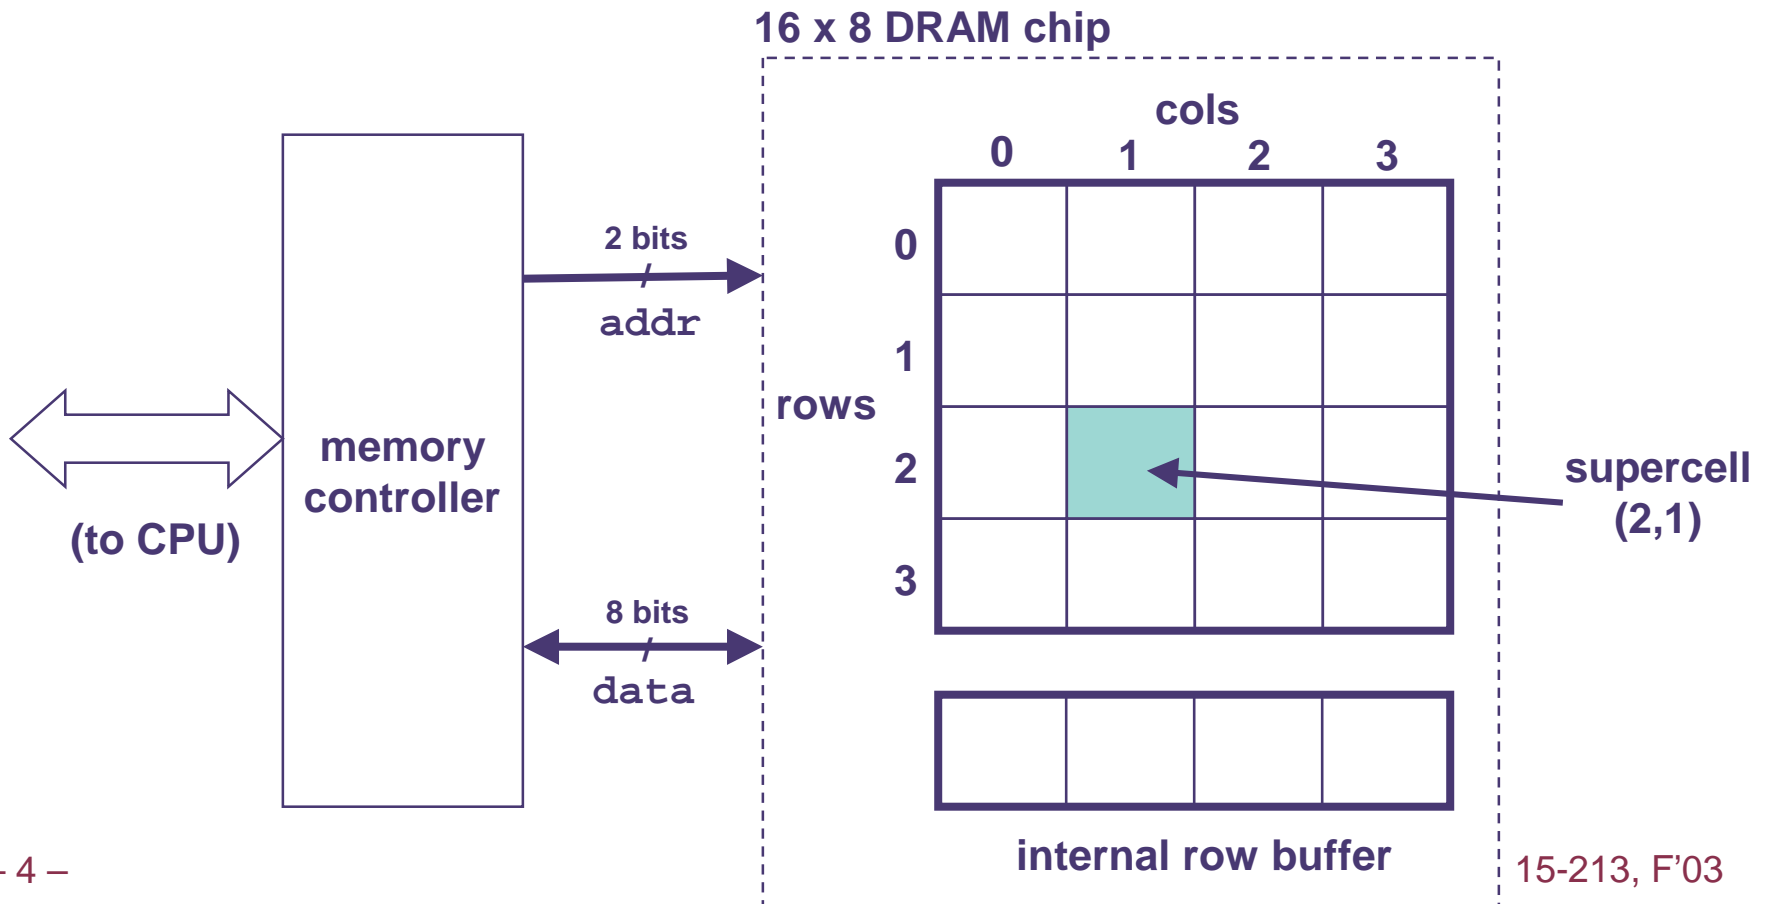 16 x 8 DRAM chip
cols
0 1 2 3
2 bits
addr
0
1
rows
2
3
memory
controller
(to CPU)
supercell
(2,1)
8 bits
data
internal row buffer
- 4 –
15-213, F’03